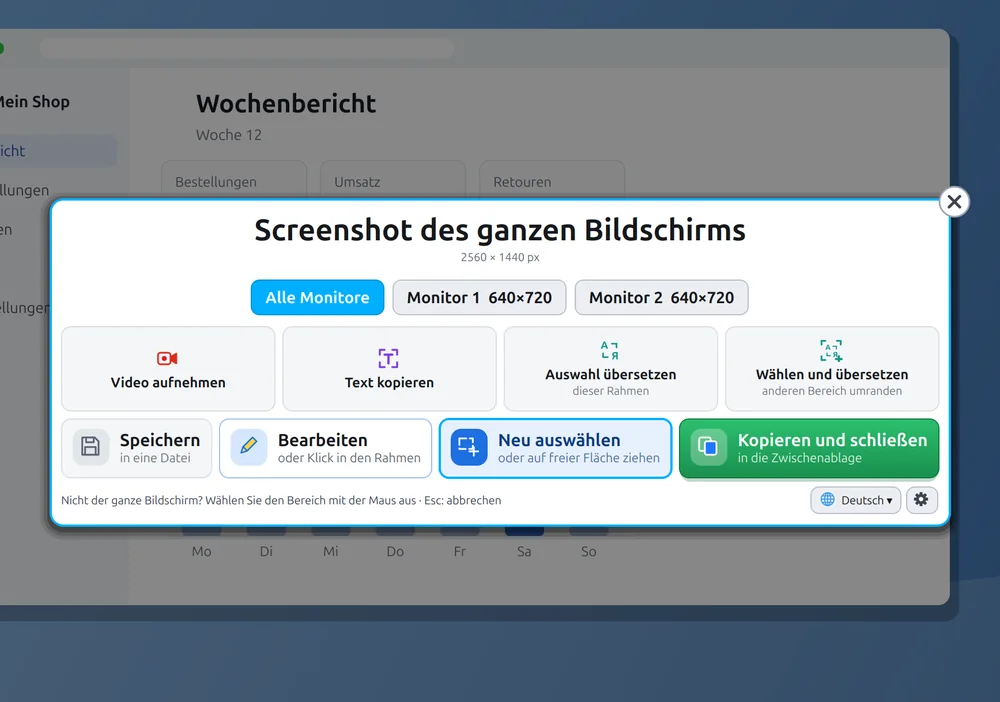 Mein Shop
Wochenbericht
Woche 12
Bestellungen
Umsatz
Retouren
Screenshot des ganzen Bildschirms
2560 × 1440 px
Alle Monitore
Monitor 1 640×720
Monitor 2 640×720
Video aufnehmen
Text kopieren
Auswahl übersetzen
dieser Rahmen
Wählen und übersetzen
anderen Bereich umranden
Speichern
in eine Datei
Bearbeiten
oder Klick in den Rahmen
Neu auswählen
oder auf freier Fläche ziehen
Kopieren und schließen
in die Zwischenablage
Nicht der ganze Bildschirm? Wählen Sie den Bereich mit der Maus aus · Esc: abbrechen
Deutsch ▾
Mo Di Mi Do Fr Sa So